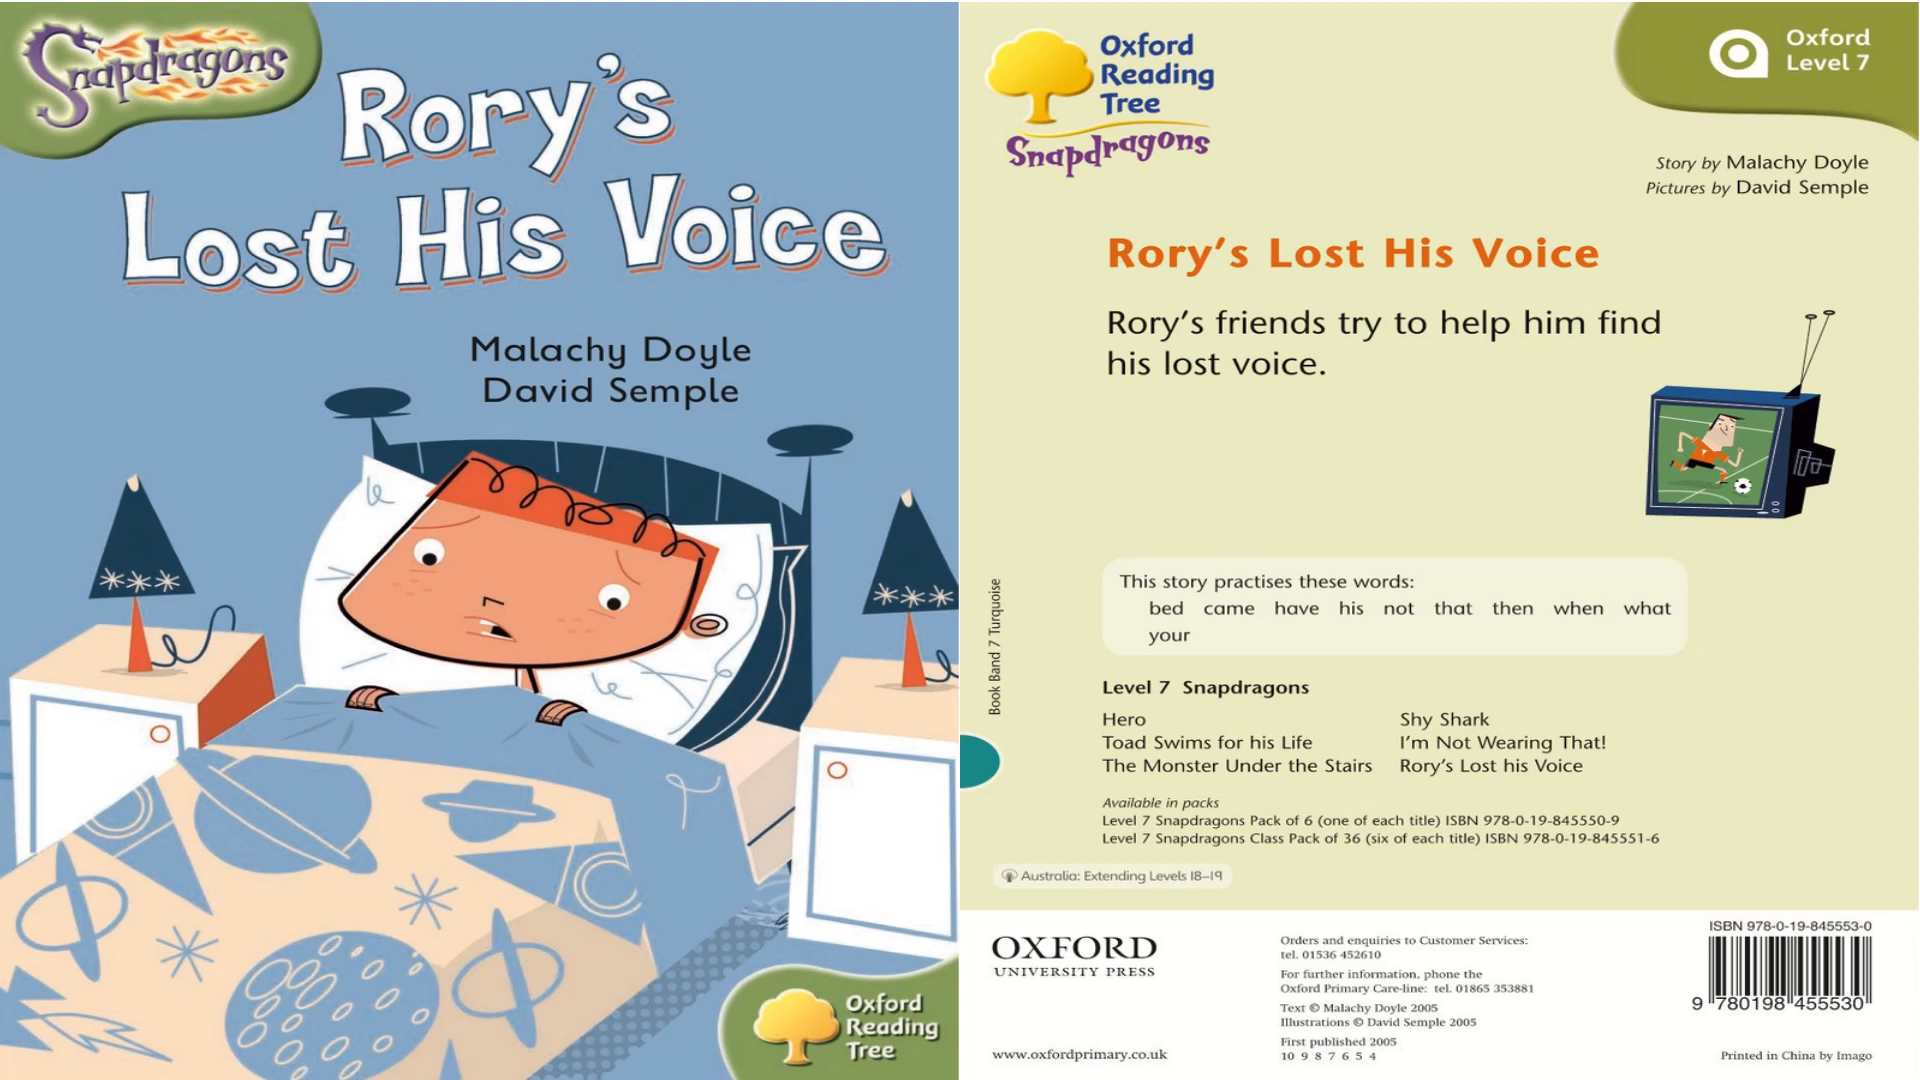 Snapdragons
Rory's
Lost His Voice
Malachy Doyle
David Semple
Oxford
Reading
Tree
Oxford
Reading
Tree
Snapdragons
Oxford
Level 7
Story by Malachy Doyle
Pictures by David Semple
Rory's Lost His Voice
Rory's friends try to help him find
his lost voice.
This story practises these words:
bed came have his not that then when what
your
Book Band 7 Turquoise
Level 7 Snapdragons
Hero
Toad Swims for his Life
The Monster Under the Stairs
Shy Shark
I'm Not Wearing That!
Rory's Lost his Voice
Available in packs
Level 7 Snapdragons Pack of 6 (one of each title) ISBN 978-0-19-845550-9
Level 7 Snapdragons Class Pack of 36 (six of each title) ISBN 978-0-19-845551-6
Australia: Extending Levels 18–19
OXFORD
UNIVERSITY PRESS
www.oxfordprimary.co.uk
Orders and enquiries to Customer Services:
tel. 01536 452610
For further information, phone the
Oxford Primary Care-line: tel. 01865 353881
Text © Malachy Doyle 2005
Illustrations © David Semple 2005
First published 2005
10 9 8 7 6 5 4
ISBN 978-0-19-845553-0
9 780198 455530
Printed in China by Imago